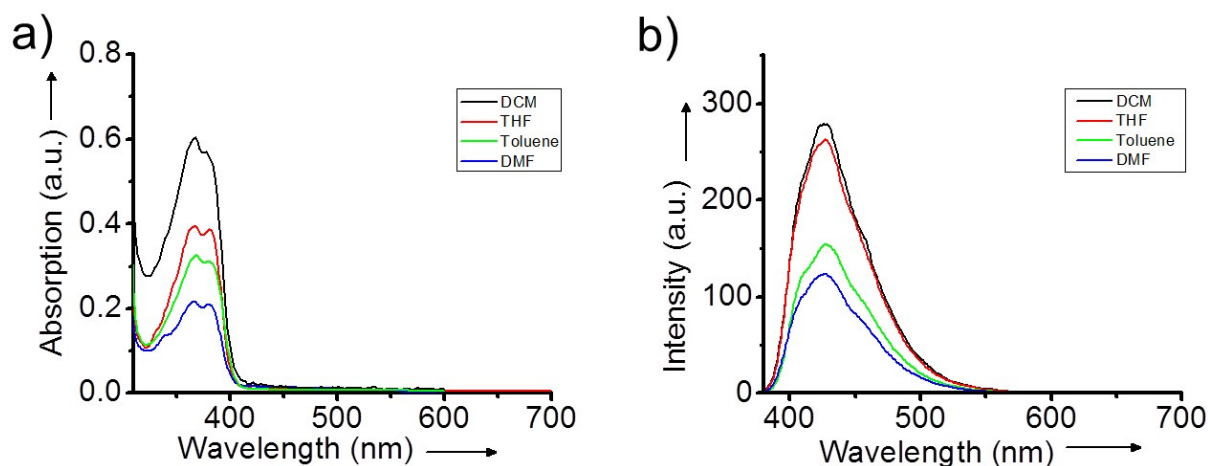 a)
Absorption (a.u.)
0.8
0.6
0.4
0.2
0.0
400
500
600
700
Wavelength (nm)
DCM
THF
Toluene
DMF
b)
Intensity (a.u.)
300
200
100
0
400
500
600
700
Wavelength (nm)
DCM
THF
Toluene
DMF